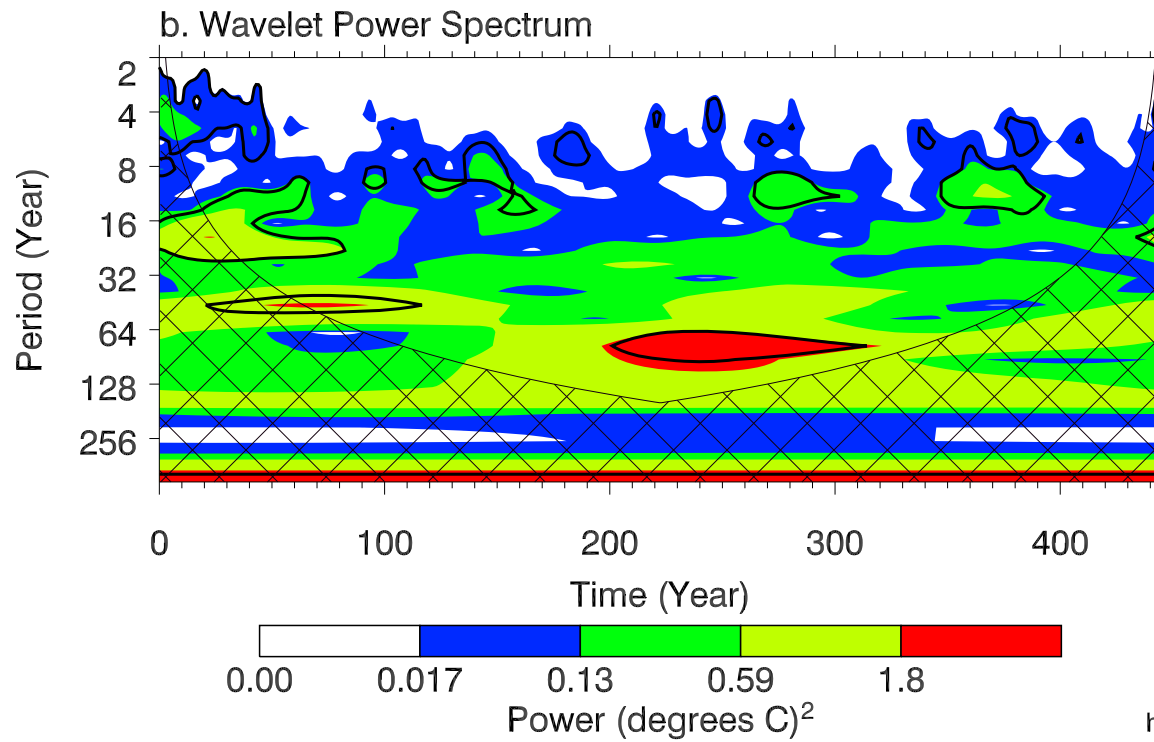 b. Wavelet Power Spectrum
2
4
8
16
32
64
128
256
Period (Year)
0 100 200 300 400
Time (Year)
0.00 0.017 0.13 0.59 1.8
Power (degrees C)²
h